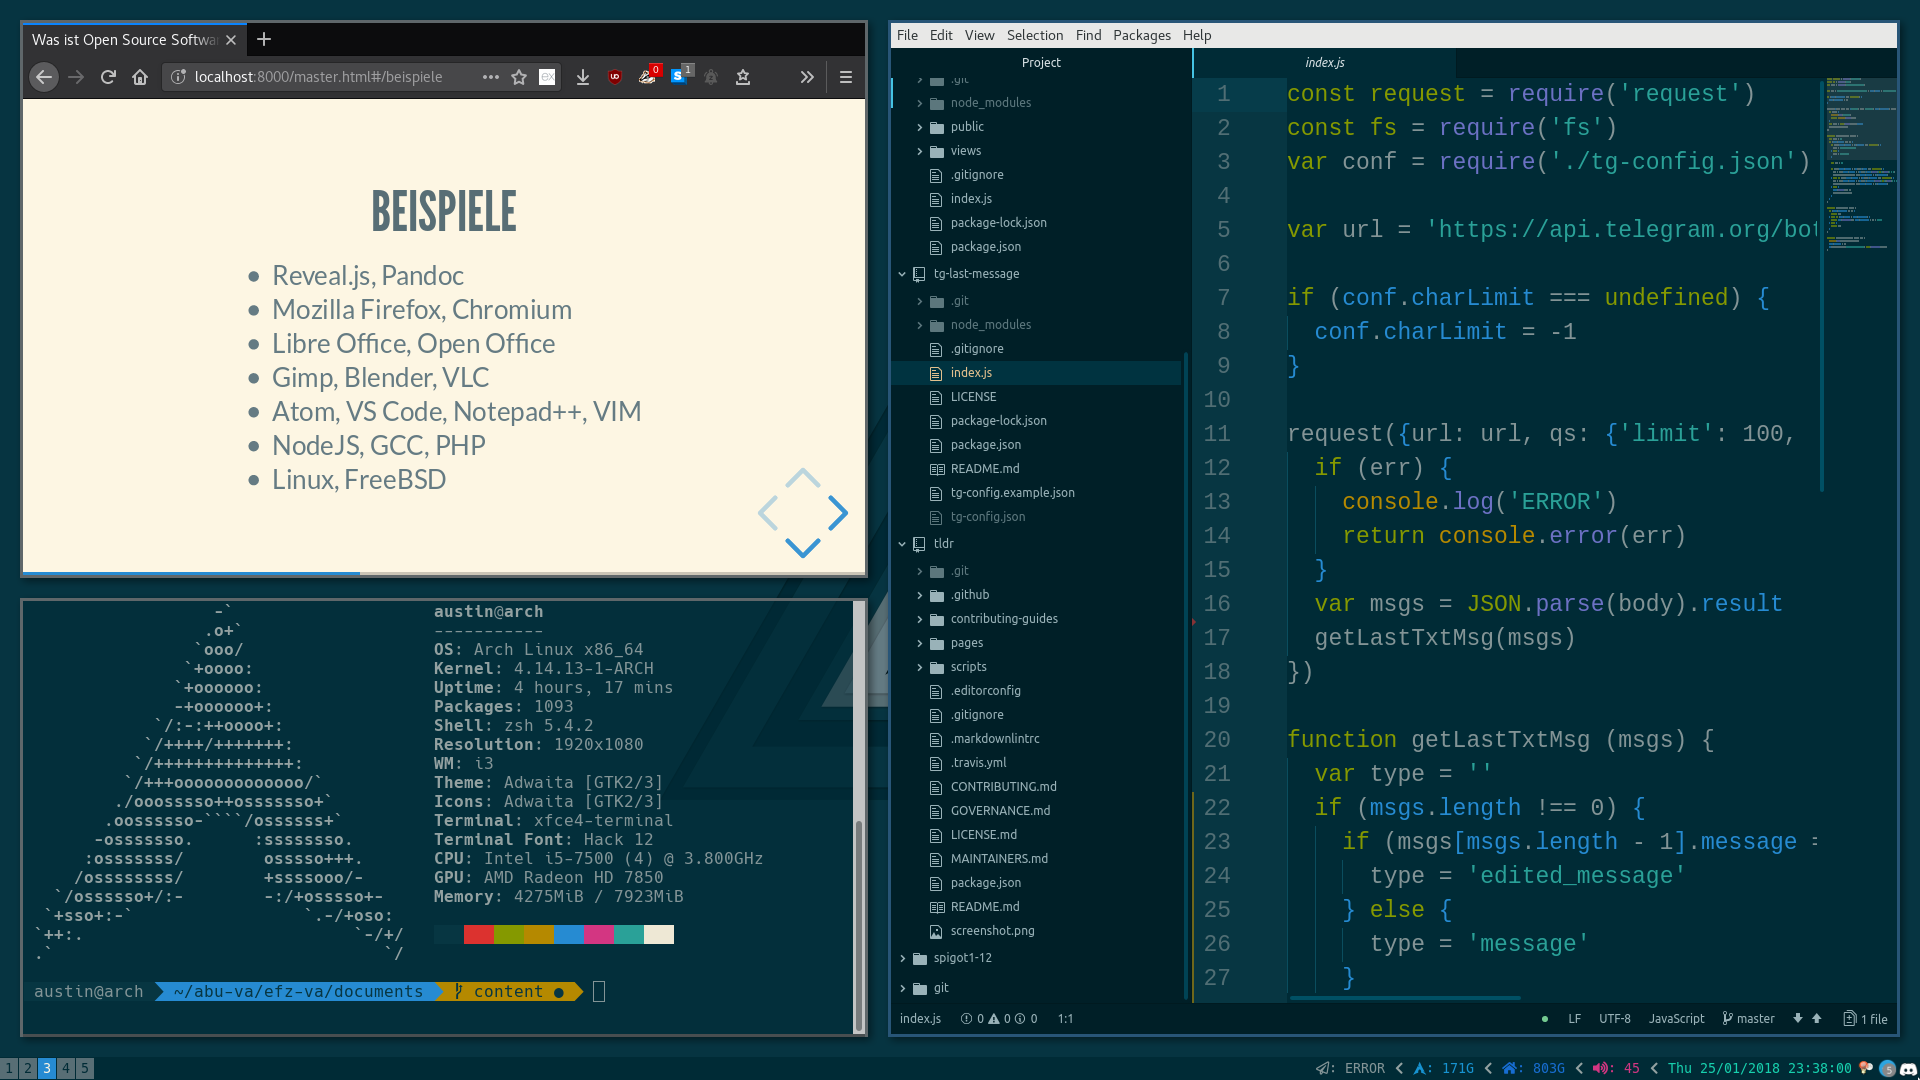 Was ist Open Source Softwa
localhost:8000/master.html#/beispiele
ex
0
S 1
BEISPIELE
Reveal.js, Pandoc
Mozilla Firefox, Chromium
Libre Office, Open Office
Gimp, Blender, VLC
Atom, VS Code, Notepad++, VIM
NodeJS, GCC, PHP
Linux, FreeBSD
austin@arch
-----------
OS: Arch Linux x86_64
Kernel: 4.14.13-1-ARCH
Uptime: 4 hours, 17 mins
Packages: 1093
Shell: zsh 5.4.2
Resolution: 1920x1080
WM: i3
Theme: Adwaita [GTK2/3]
Icons: Adwaita [GTK2/3]
Terminal: xfce4-terminal
Terminal Font: Hack 12
CPU: Intel i5-7500 (4) @ 3.800GHz
GPU: AMD Radeon HD 7850
Memory: 4275MiB / 7923MiB
austin@arch ~/abu-va/efz-va/documents content ●
File Edit View Selection Find Packages Help
Project
.git
node_modules
public
views
.gitignore
index.js
package-lock.json
package.json
tg-last-message
.git
node_modules
.gitignore
index.js
LICENSE
package-lock.json
package.json
README.md
tg-config.example.json
tg-config.json
tldr
.git
.github
contributing-guides
pages
scripts
.editorconfig
.gitignore
.markdownlintrc
.travis.yml
CONTRIBUTING.md
GOVERNANCE.md
LICENSE.md
MAINTAINERS.md
package.json
README.md
screenshot.png
spigot1-12
git
index.js
1 const request = require('request')
2 const fs = require('fs')
3 var conf = require('./tg-config.json')
4
5 var url = 'https://api.telegram.org/bot
6
7 if (conf.charLimit === undefined) {
8 conf.charLimit = -1
9 }
10
11 request({url: url, qs: {'limit': 100,
12 if (err) {
13 console.log('ERROR')
14 return console.error(err)
15 }
16 var msgs = JSON.parse(body).result
17 getLastTxtMsg(msgs)
18 })
19
20 function getLastTxtMsg (msgs) {
21 var type = ''
22 if (msgs.length !== 0) {
23 if (msgs[msgs.length - 1].message =
24 type = 'edited_message'
25 } else {
26 type = 'message'
27 }
index.js 0 0 0 1:1 LF UTF-8 JavaScript master 1 file
1 2 3 4 5
: ERROR : 171G : 803G : 45 Thu 25/01/2018 23:38:00